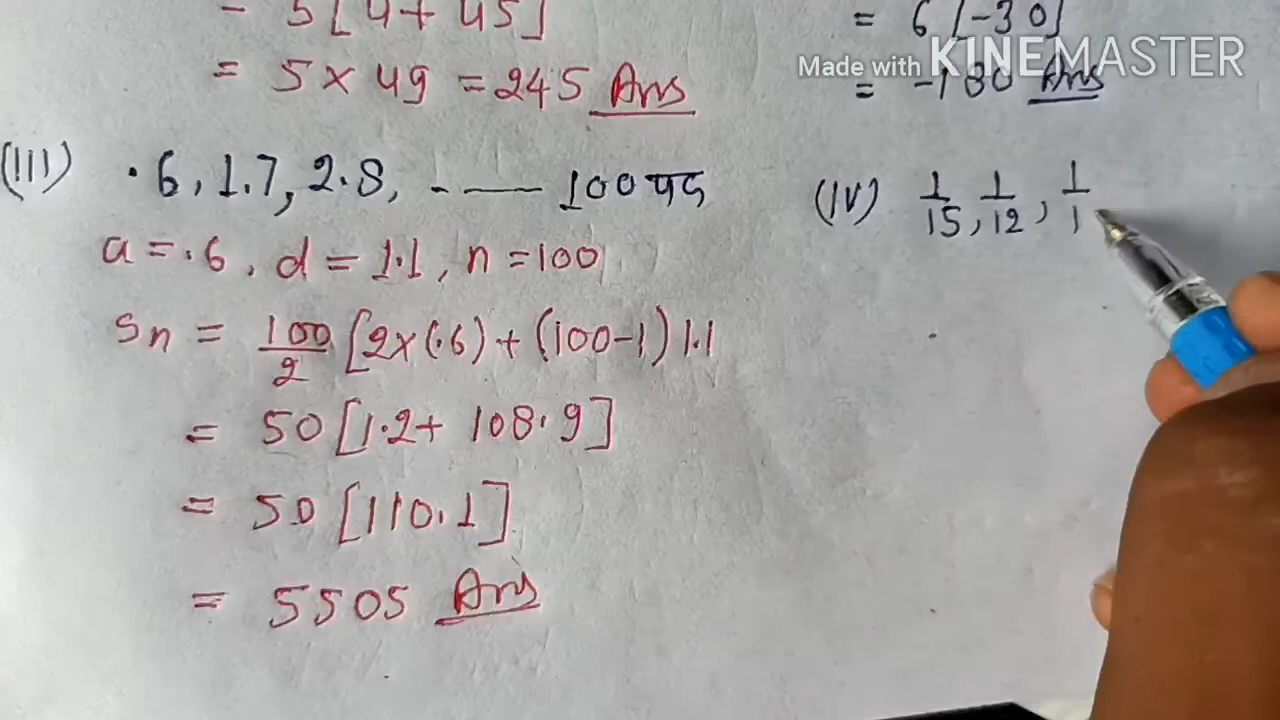 - 5[4+45]
= 5 × 49 = 245 Ans
= 6[-30]
= -180 Ans
Made with KINEMASTER
(III) .6, 1.7, 2.8, ------ 100 पद
a = .6, d = 1.1, n = 100
Sn = 100/2 [2×(.6) + (100-1) 1.1
= 50 [1.2 + 108.9]
= 50 [110.1]
= 5505 Ans
(IV) 1/15, 1/12, 1/1